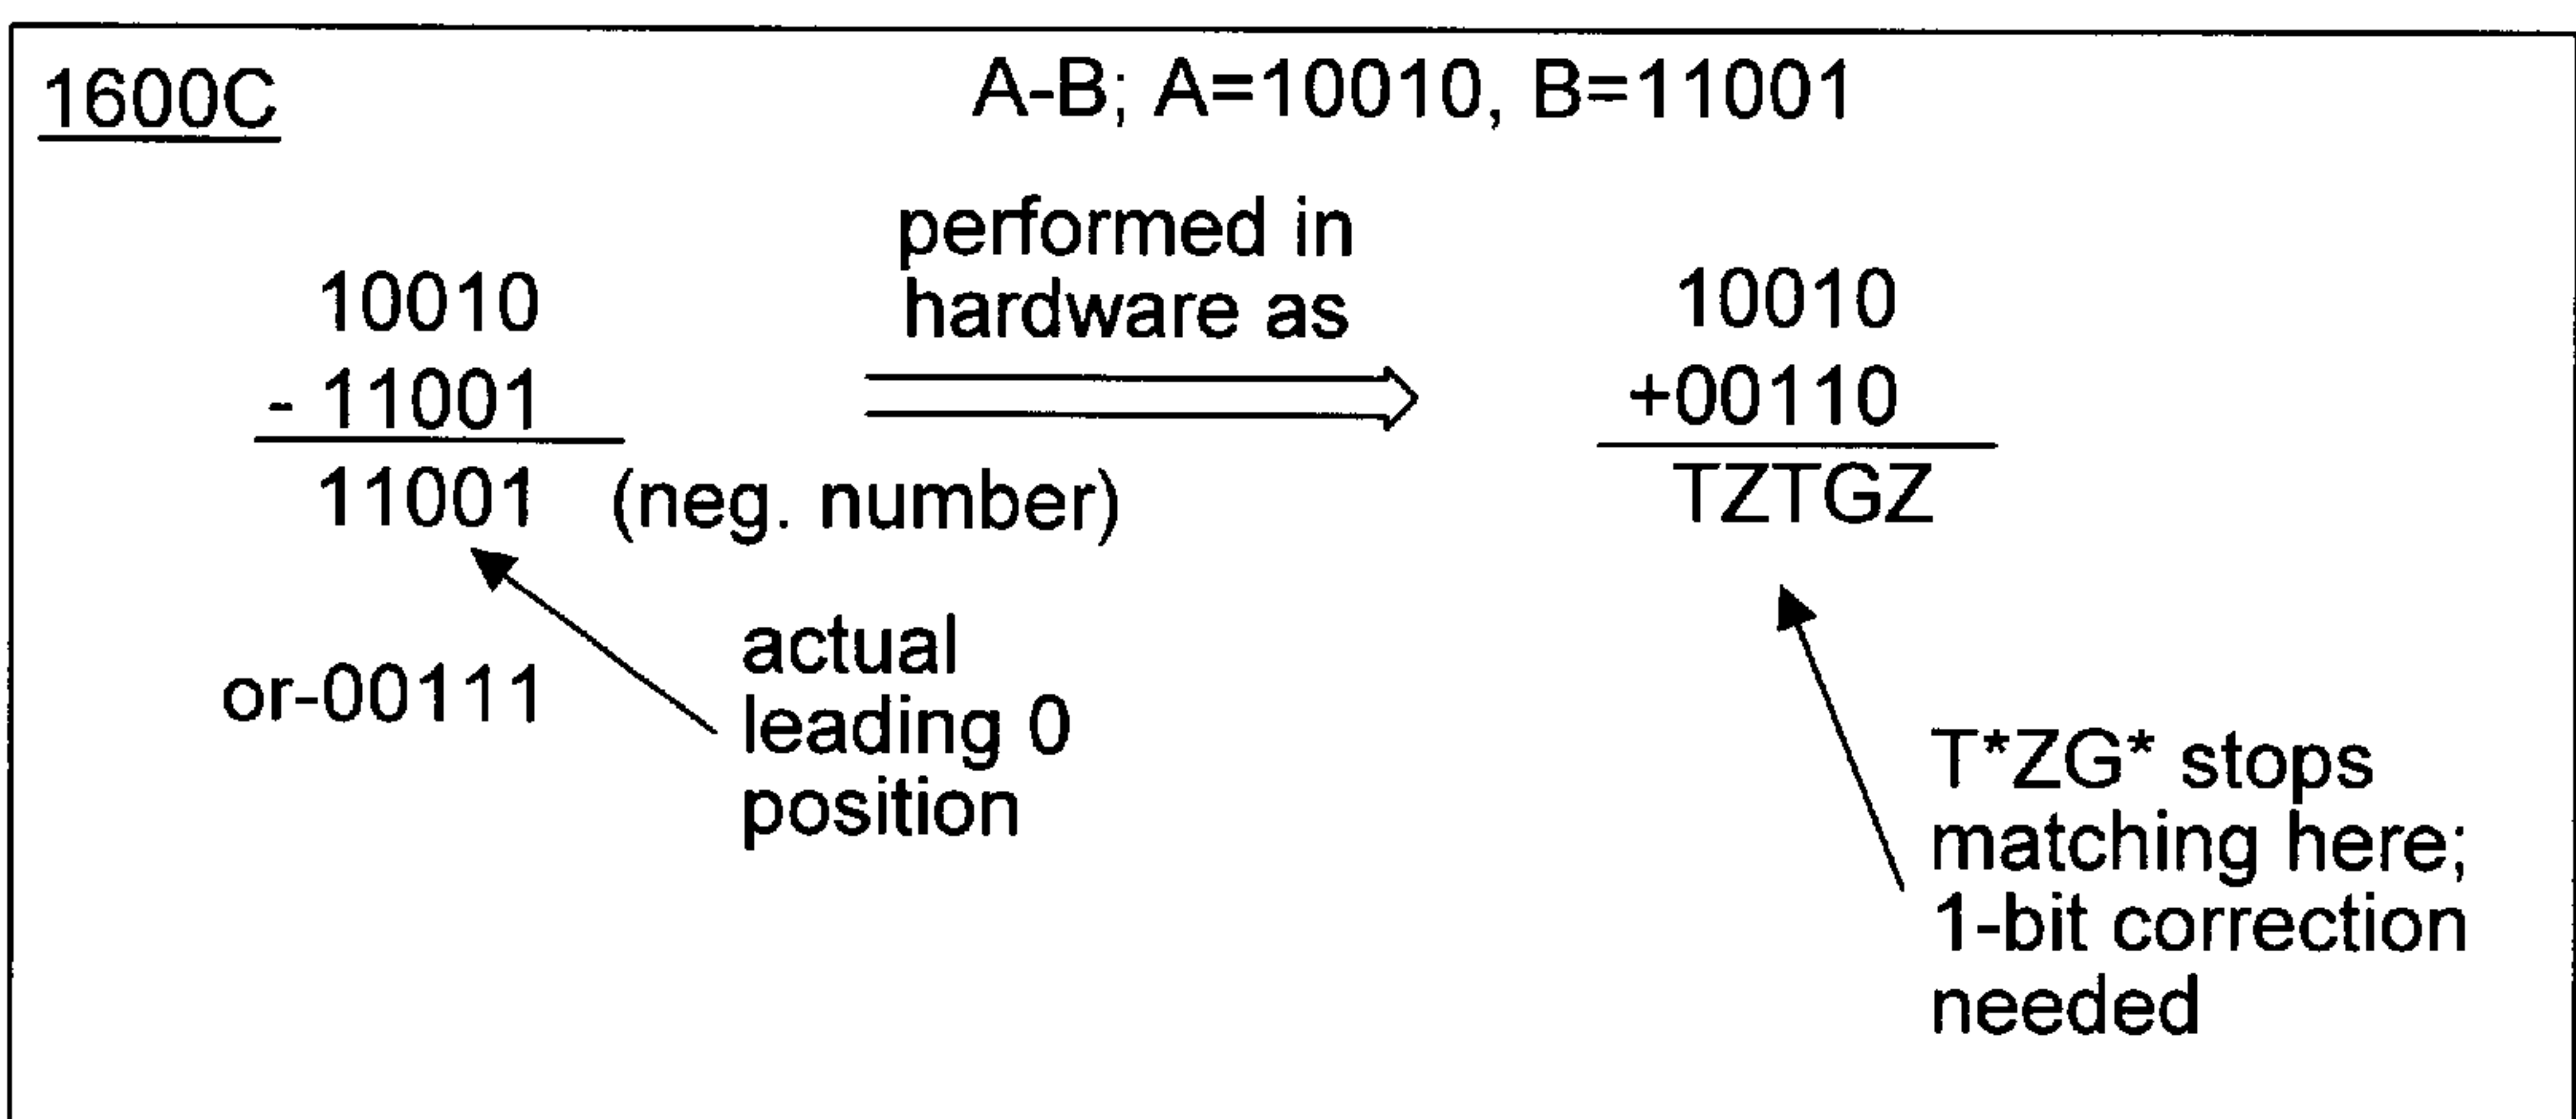 1600C
A-B; A=10010, B=11001
performed in
hardware as
10010
- 11001
11001 (neg. number)
or-00111
actual
leading 0
position
10010
+00110
TZTGZ
T*ZG* stops
matching here;
1-bit correction
needed